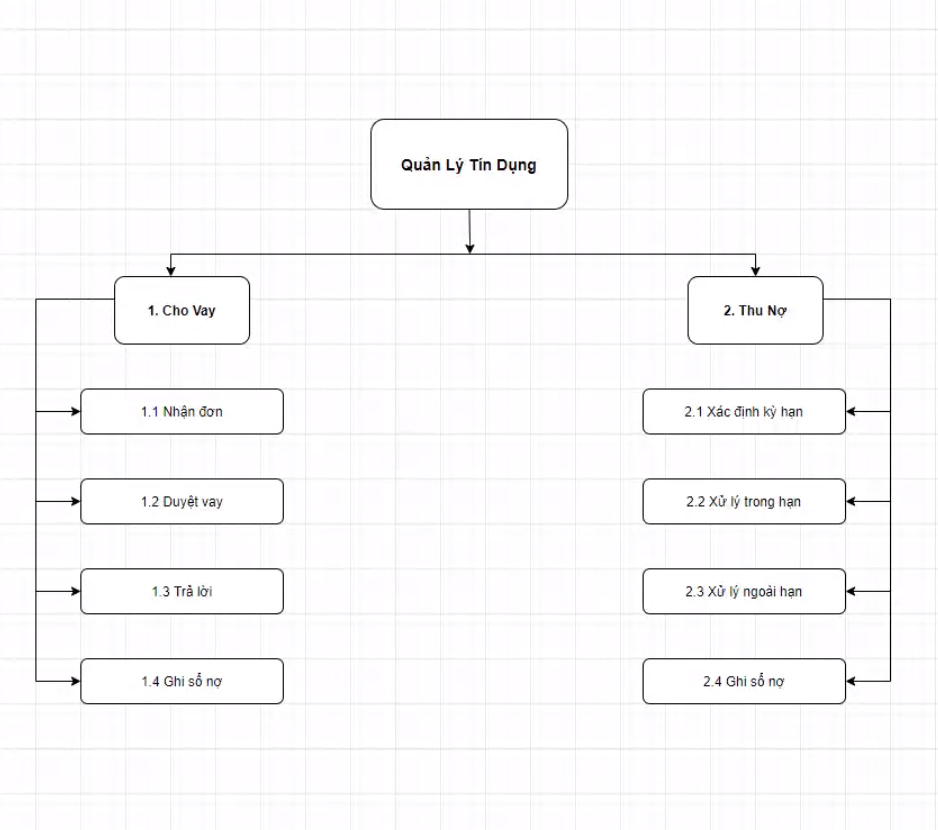 Quản Lý Tín Dụng
1. Cho Vay
2. Thu Nợ
1.1 Nhận đơn
2.1 Xác định kỳ hạn
1.2 Duyệt vay
2.2 Xử lý trong hạn
1.3 Trả lời
2.3 Xử lý ngoài hạn
1.4 Ghi sổ nợ
2.4 Ghi sổ nợ